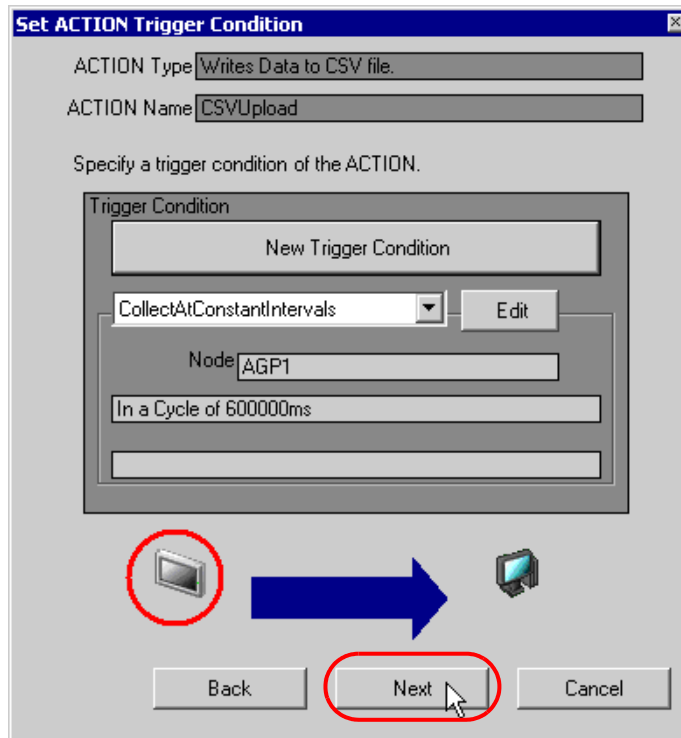 Set ACTION Trigger Condition
ACTION Type Writes Data to CSV file.
ACTION Name CSVUpload
Specify a trigger condition of the ACTION.
Trigger Condition
New Trigger Condition
CollectAtConstantIntervals Edit
Node AGP1
In a Cycle of 600000ms
Back Next Cancel